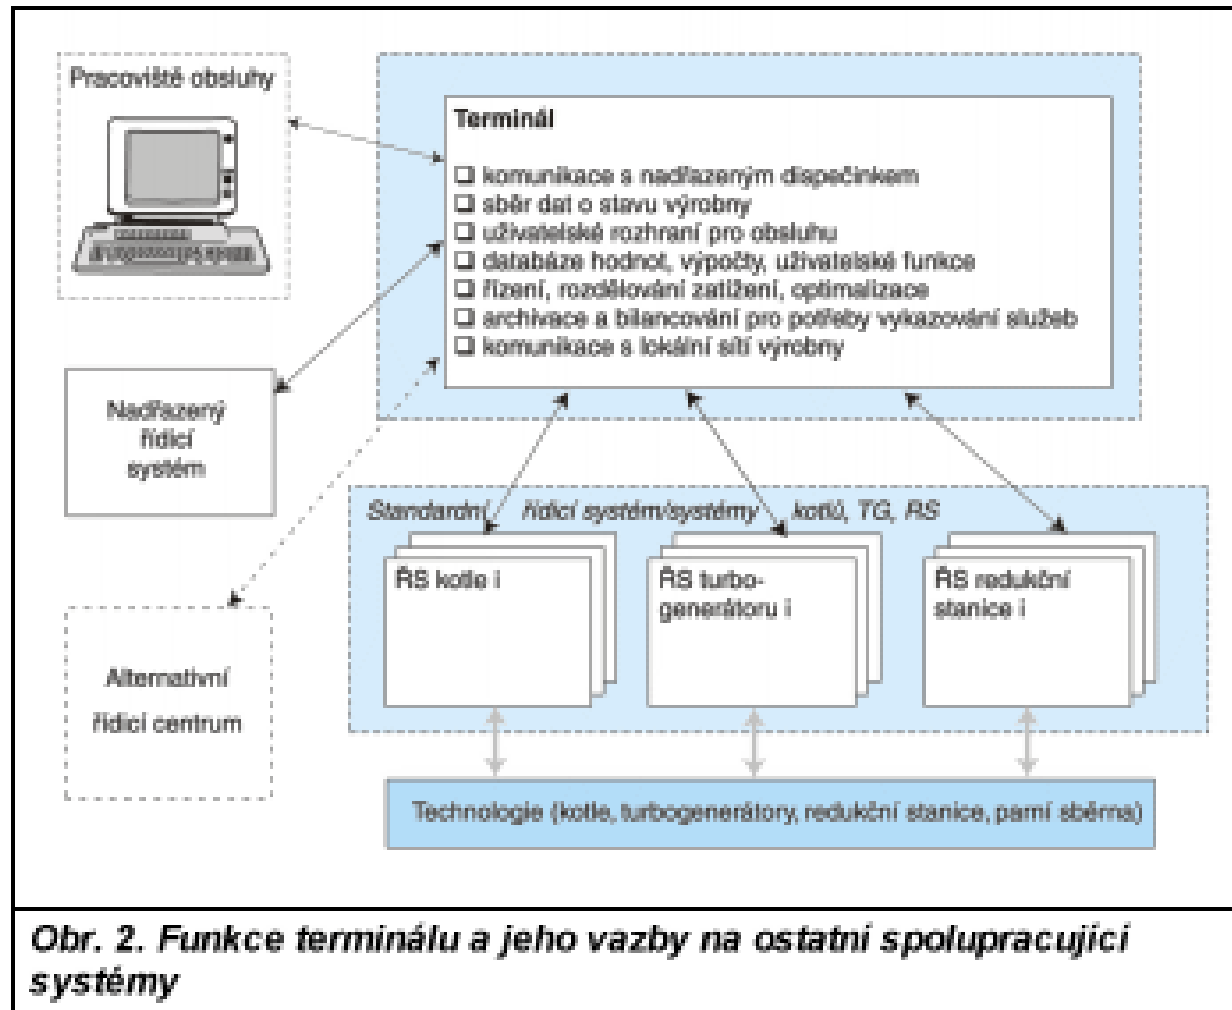 Pracoviště obsluhy
Terminál
❑ komunikace s nadřazeným dispečinkem
❑ sběr dat o stavu výrobny
❑ uživatelské rozhraní pro obsluhu
❑ databáze hodnot, výpočty, uživatelské funkce
❑ řízení, rozdělování zatížení, optimalizace
❑ archivace a bilancování pro potřeby vykazování služeb
❑ komunikace s lokální sítí výrobny
Nadřazený
řídicí
systém
Alternativní
řídicí centrum
Standardní řídicí systém/systémy kotlů, TG, RS
ŘS kotle i
ŘS turbo-
generátoru i
ŘS redukční
stanice i
Technologie (kotle, turbogenerátory, redukční stanice, parní sběrna)
Obr. 2. Funkce terminálu a jeho vazby na ostatní spolupracující
systémy